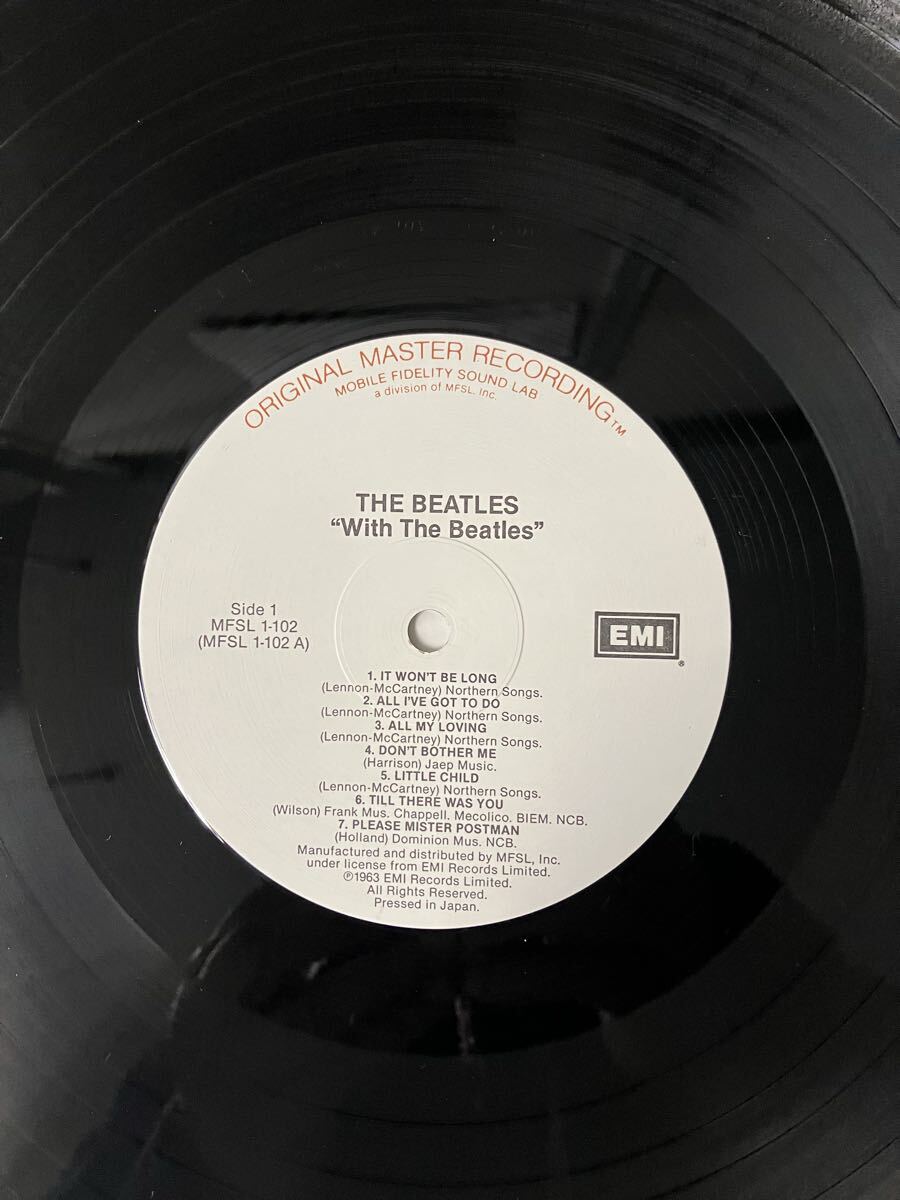 ORIGINAL MASTER RECORDING™
MOBILE FIDELITY SOUND LAB
a division of MFSL, Inc.
THE BEATLES
“With The Beatles”
Side 1
MFSL 1-102
(MFSL 1-102 A)
EMI®
1. IT WON'T BE LONG
(Lennon-McCartney) Northern Songs.
2. ALL I'VE GOT TO DO
(Lennon-McCartney) Northern Songs.
3. ALL MY LOVING
(Lennon-McCartney) Northern Songs.
4. DON'T BOTHER ME
(Harrison) Jaep Music.
5. LITTLE CHILD
(Lennon-McCartney) Northern Songs.
6. TILL THERE WAS YOU
(Wilson) Frank Mus. Chappell. Mecolico. BIEM. NCB.
7. PLEASE MISTER POSTMAN
(Holland) Dominion Mus. NCB.
Manufactured and distributed by MFSL, Inc.
under license from EMI Records Limited.
℗1963 EMI Records Limited.
All Rights Reserved.
Pressed in Japan.